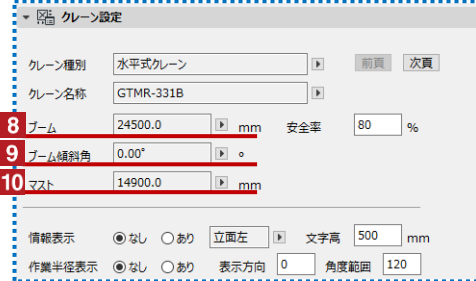 クレーン設定
クレーン種別 水平式クレーン 前頁 次頁
クレーン名称 GTMR-331B
8 ブーム 24500.0 mm 安全率 80 %
9 ブーム傾斜角 0.00° °
10 マスト 14900.0 mm
情報表示 なし あり 立面左 文字高 500 mm
作業半径表示 なし あり 表示方向 0 角度範囲 120